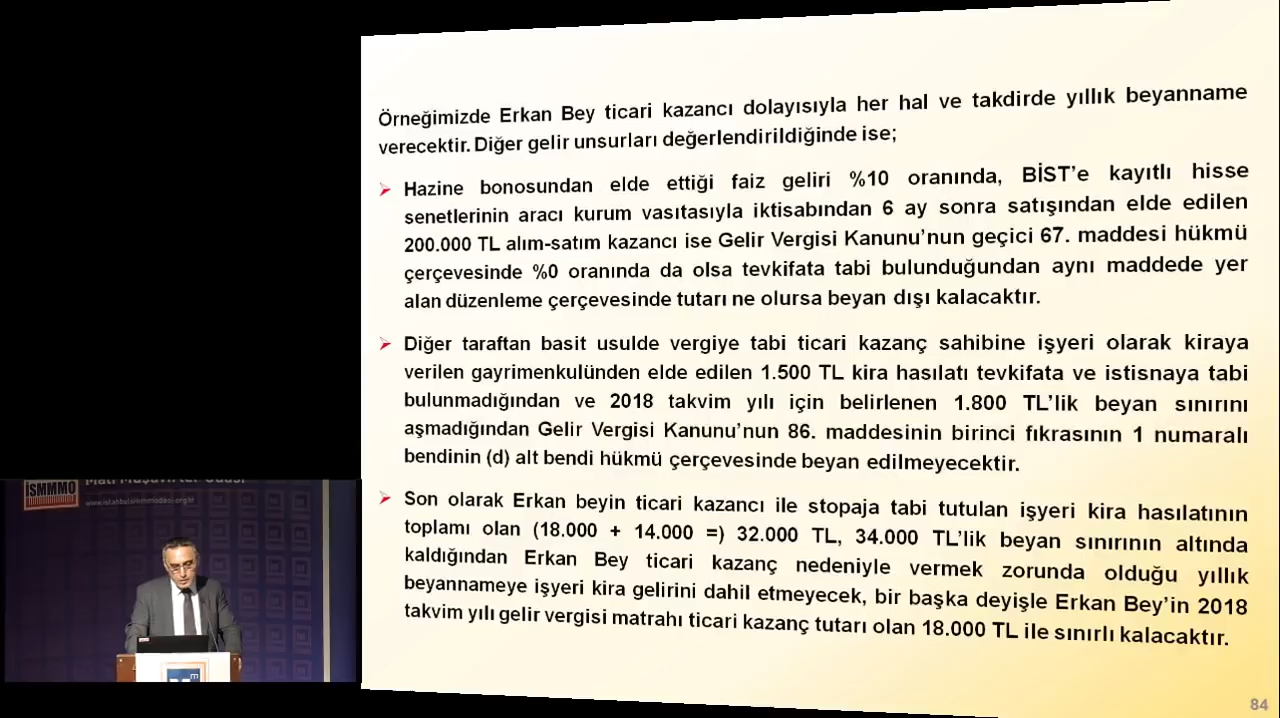 Örneğimizde Erkan Bey ticari kazancı dolayısıyla her hal ve takdirde yıllık beyanname
verecektir. Diğer gelir unsurları değerlendirildiğinde ise;
Hazine bonosundan elde ettiği faiz geliri %10 oranında, BİST’e kayıtlı hisse
senetlerinin aracı kurum vasıtasıyla iktisabından 6 ay sonra satışından elde edilen
200.000 TL alım-satım kazancı ise Gelir Vergisi Kanunu’nun geçici 67. maddesi hükmü
çerçevesinde %0 oranında da olsa tevkifata tabi bulunduğundan aynı maddede yer
alan düzenleme çerçevesinde tutarı ne olursa beyan dışı kalacaktır.
Diğer taraftan basit usulde vergiye tabi ticari kazanç sahibine işyeri olarak kiraya
verilen gayrimenkulünden elde edilen 1.500 TL kira hasılatı tevkifata ve istisnaya tabi
bulunmadığından ve 2018 takvim yılı için belirlenen 1.800 TL’lik beyan sınırını
aşmadığından Gelir Vergisi Kanunu’nun 86. maddesinin birinci fıkrasının 1 numaralı
bendinin (d) alt bendi hükmü çerçevesinde beyan edilmeyecektir.
Son olarak Erkan beyin ticari kazancı ile stopaja tabi tutulan işyeri kira hasılatının
toplamı olan (18.000 + 14.000 =) 32.000 TL, 34.000 TL’lik beyan sınırının altında
kaldığından Erkan Bey ticari kazanç nedeniyle vermek zorunda olduğu yıllık
beyannameye işyeri kira gelirini dahil etmeyecek, bir başka deyişle Erkan Bey’in 2018
takvim yılı gelir vergisi matrahı ticari kazanç tutarı olan 18.000 TL ile sınırlı kalacaktır.
84
İSMMMO
www.istanbulsmmmodasi.org.tr